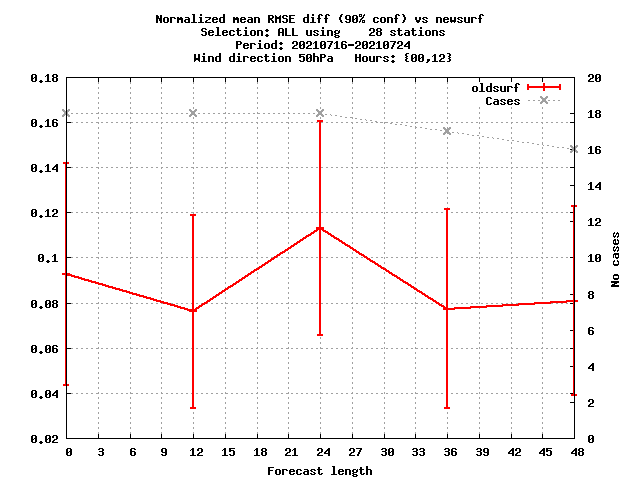 Normalized mean RMSE diff (90% conf) vs newsurf
Selection: ALL using    28 stations
Period: 20210716-20210724
Wind direction 50hPa   Hours: {00,12}
oldsurf
Cases
0.18
0.16
0.14
0.12
0.1
0.08
0.06
0.04
0.02
20
18
16
14
12
10
8
6
4
2
0
No cases
0 3 6 9 12 15 18 21 24 27 30 33 36 39 42 45 48
Forecast length